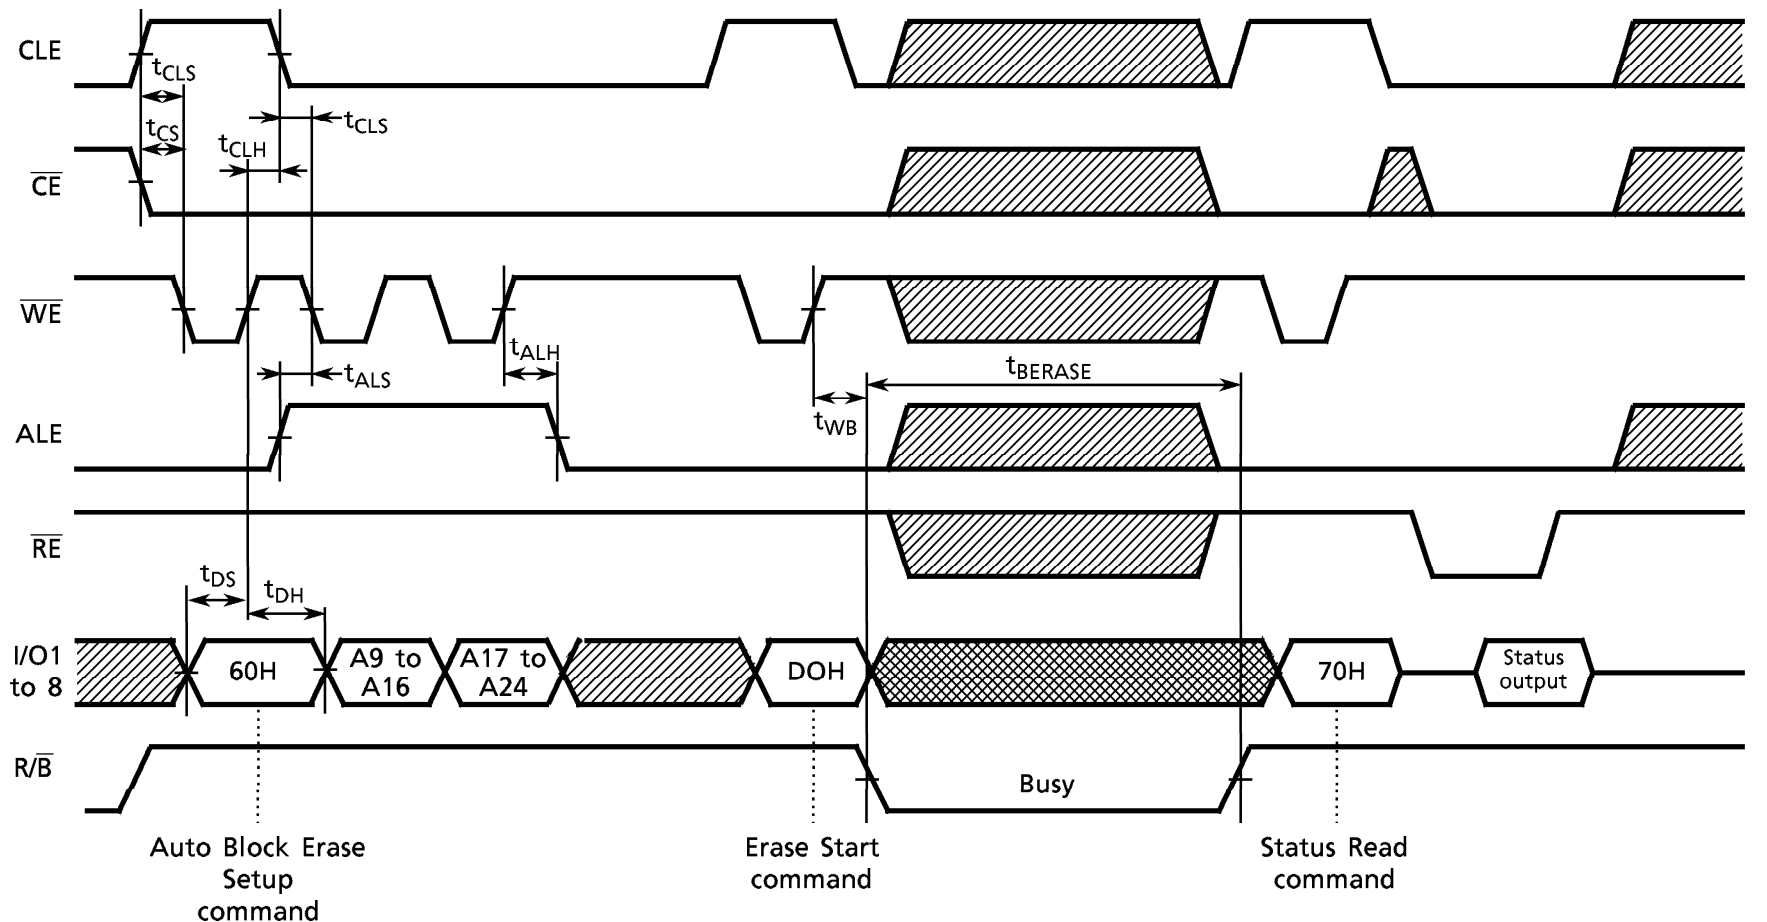 CLE
tCLS
tCLS
tCS
tCLH
CE
WE
tALH
tALS
tBERASE
tWB
ALE
RE
tDS
tDH
I/O1
to 8
60H
A9 to
A16
A17 to
A24
DOH
70H
Status
output
R/B
Busy
Auto Block Erase
Setup
command
Erase Start
command
Status Read
command